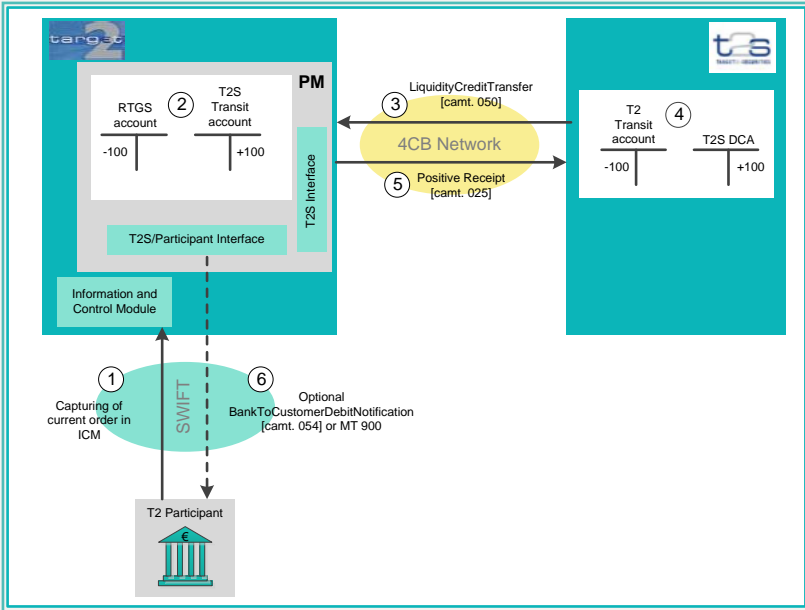 target
2
t2s
PM
RTGS
account
2
T2S
Transit
account
-100
+100
T2S Interface
T2S/Participant Interface
Information and
Control Module
LiquidityCreditTransfer
[camt. 050]
3
4CB Network
5
Positive Receipt
[camt. 025]
T2
Transit
account
4
T2S DCA
-100
+100
1
Capturing of
current order in
ICM
SWIFT
6
Optional
BankToCustomerDebitNotification
[camt. 054] or MT 900
T2 Participant
€